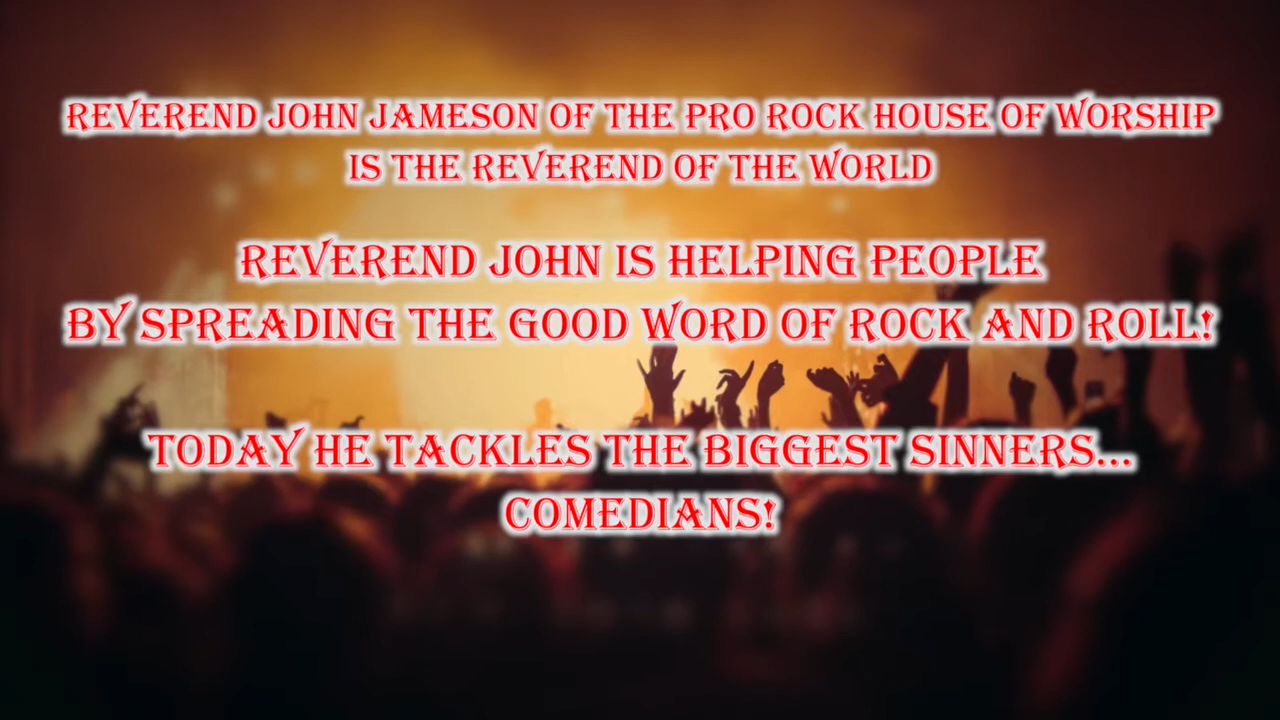 REVEREND JOHN JAMESON OF THE PRO ROCK HOUSE OF WORSHIP
IS THE REVEREND OF THE WORLD
REVEREND JOHN IS HELPING PEOPLE
BY SPREADING THE GOOD WORD OF ROCK AND ROLL!
TODAY HE TACKLES THE BIGGEST SINNERS...
COMEDIANS!